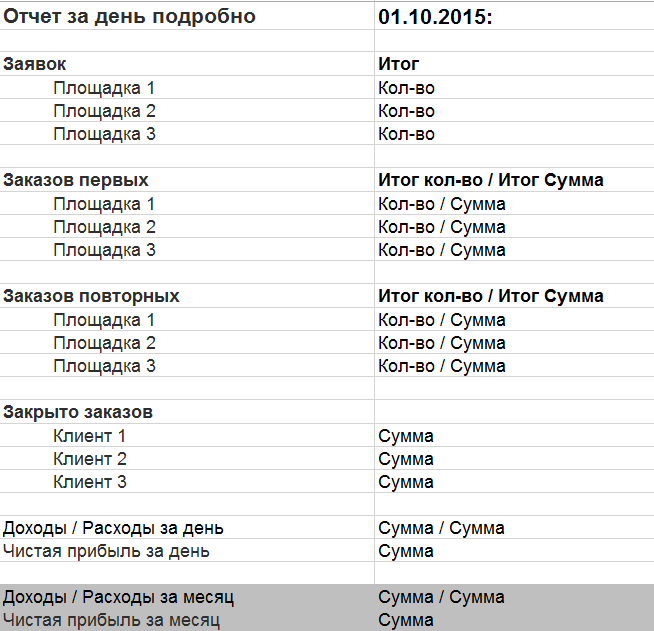 Отчет за день подробно 01.10.2015:
Заявок Итог
Площадка 1 Кол-во
Площадка 2 Кол-во
Площадка 3 Кол-во
Заказов первых Итог кол-во / Итог Сумма
Площадка 1 Кол-во / Сумма
Площадка 2 Кол-во / Сумма
Площадка 3 Кол-во / Сумма
Заказов повторных Итог кол-во / Итог Сумма
Площадка 1 Кол-во / Сумма
Площадка 2 Кол-во / Сумма
Площадка 3 Кол-во / Сумма
Закрыто заказов
Клиент 1 Сумма
Клиент 2 Сумма
Клиент 3 Сумма
Доходы / Расходы за день Сумма / Сумма
Чистая прибыль за день Сумма
Доходы / Расходы за месяц Сумма / Сумма
Чистая прибыль за месяц Сумма